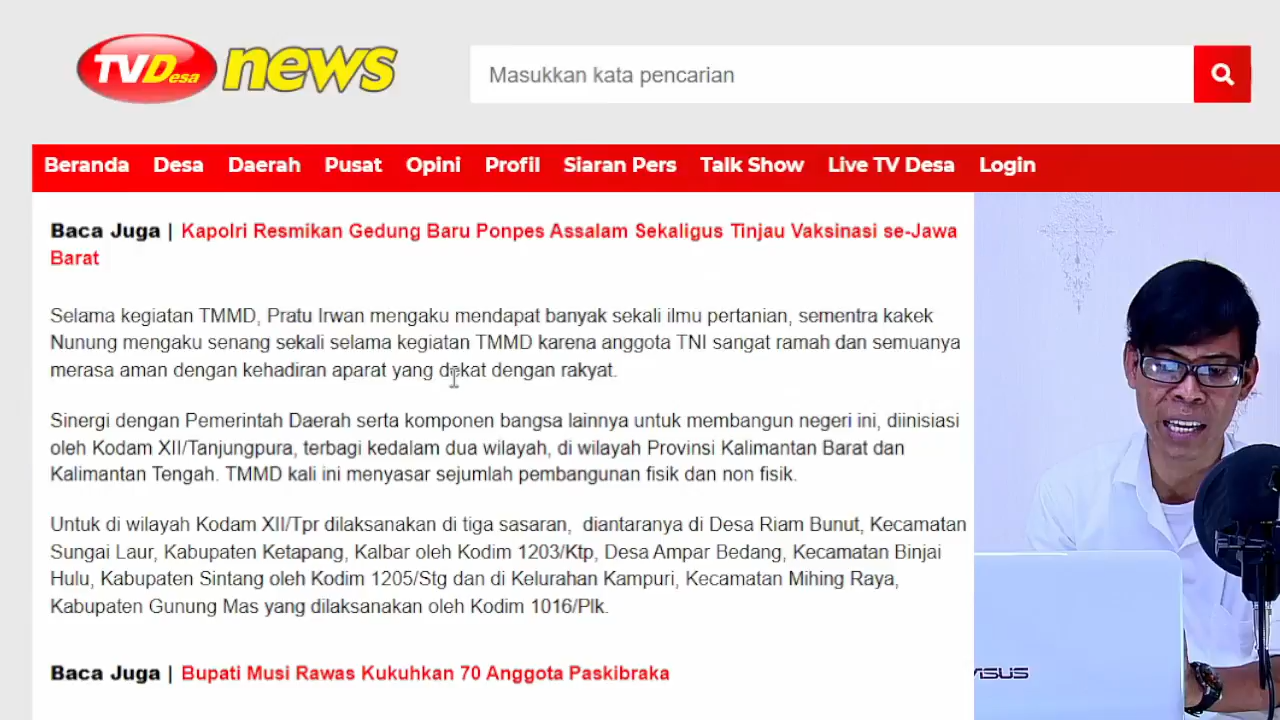 TVDesa news
Masukkan kata pencarian
Beranda Desa Daerah Pusat Opini Profil Siaran Pers Talk Show Live TV Desa Login
Baca Juga | Kapolri Resmikan Gedung Baru Ponpes Assalam Sekaligus Tinjau Vaksinasi se-Jawa
Barat
Selama kegiatan TMMD, Pratu Irwan mengaku mendapat banyak sekali ilmu pertanian, sementra kakek
Nunung mengaku senang sekali selama kegiatan TMMD karena anggota TNI sangat ramah dan semuanya
merasa aman dengan kehadiran aparat yang dekat dengan rakyat.
Sinergi dengan Pemerintah Daerah serta komponen bangsa lainnya untuk membangun negeri ini, diinisiasi
oleh Kodam XII/Tanjungpura, terbagi kedalam dua wilayah, di wilayah Provinsi Kalimantan Barat dan
Kalimantan Tengah. TMMD kali ini menyasar sejumlah pembangunan fisik dan non fisik.
Untuk di wilayah Kodam XII/Tpr dilaksanakan di tiga sasaran, diantaranya di Desa Riam Bunut, Kecamatan
Sungai Laur, Kabupaten Ketapang, Kalbar oleh Kodim 1203/Ktp, Desa Ampar Bedang, Kecamatan Binjai
Hulu, Kabupaten Sintang oleh Kodim 1205/Stg dan di Kelurahan Kampuri, Kecamatan Mihing Raya,
Kabupaten Gunung Mas yang dilaksanakan oleh Kodim 1016/Plk.
Baca Juga | Bupati Musi Rawas Kukuhkan 70 Anggota Paskibraka
ASUS